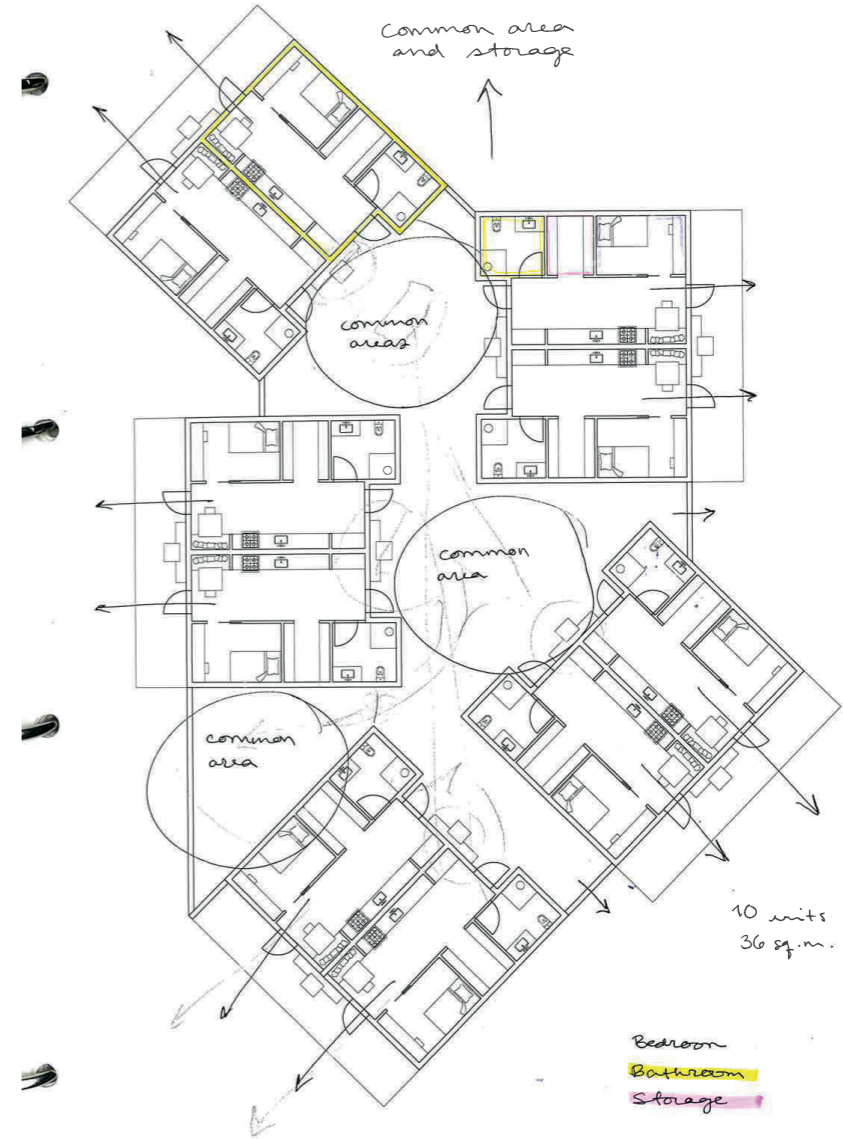 common area
and storage
common
areas
common
area
common
area
10 units
36 sq.m.
Bedroom
Bathroom
Storage